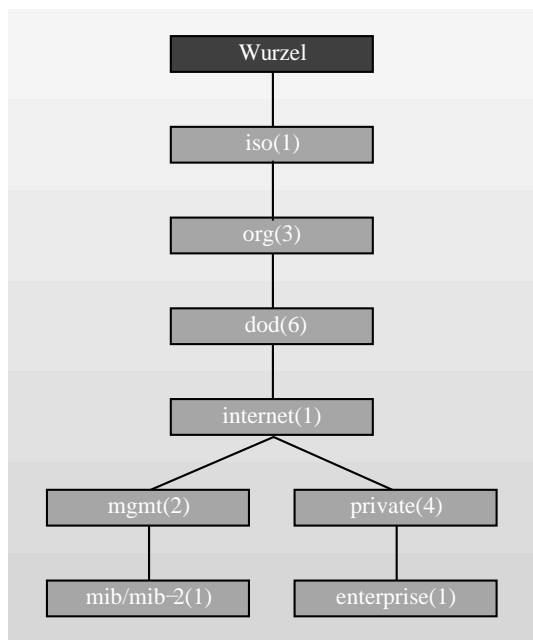 Wurzel
iso(1)
org(3)
dod(6)
internet(1)
mgmt(2)
private(4)
mib/mib-2(1)
enterprise(1)